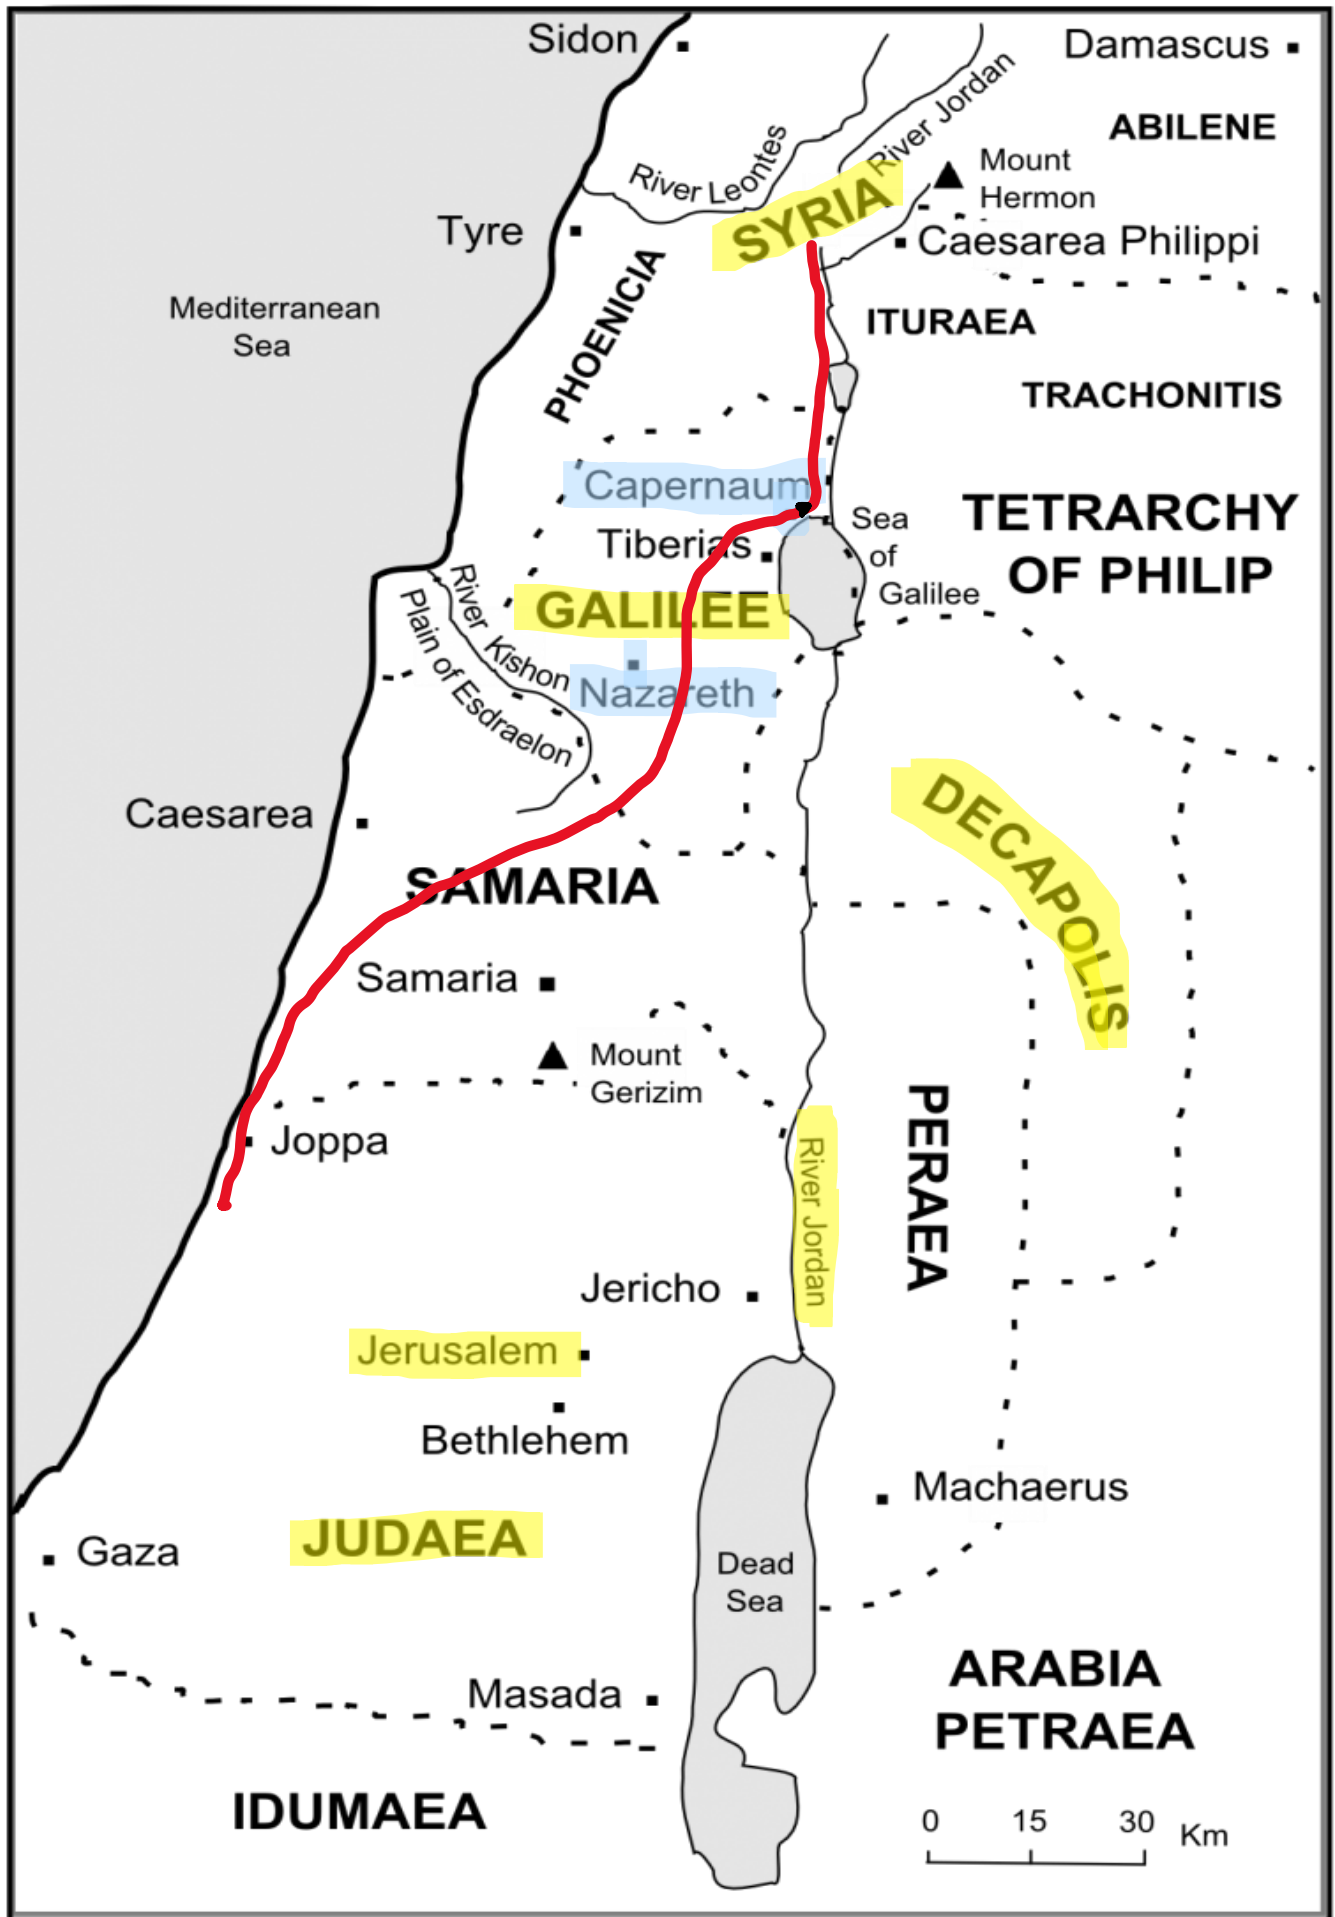 Sidon
Damascus
River Jordan
ABILENE
River Leontes
Mount
Hermon
SYRIA
Tyre
Caesarea Philippi
PHOENICIA
Mediterranean
Sea
ITURAEA
TRACHONITIS
Capernaum
TETRARCHY
OF PHILIP
Sea
of
Galilee
Tiberias
GALILEE
River Kishon
Plain of Esdraelon
Nazareth
DECAPOLIS
Caesarea
SAMARIA
Samaria
Mount
Gerizim
PERAEA
Joppa
River Jordan
Jericho
Jerusalem
Bethlehem
Machaerus
JUDAEA
Gaza
Dead
Sea
Masada
ARABIA
PETRAEA
IDUMAEA
0 15 30 Km